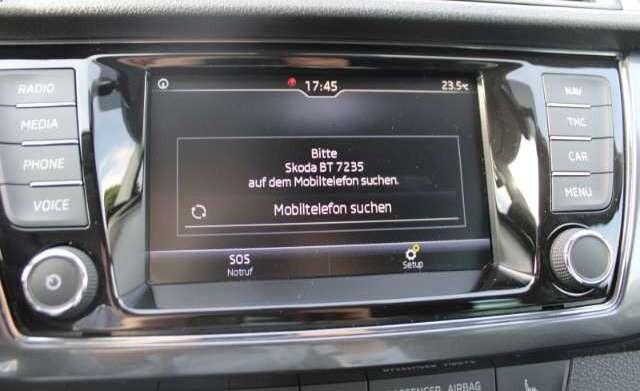 17:45
23.5°C
RADIO
MEDIA
PHONE
VOICE
NAV
TMC
CAR
MENU
Bitte
Skoda BT 7235
auf dem Mobiltelefon suchen.
Mobiltelefon suchen
SOS
Notruf
Setup
PASSENGER AIRBAG